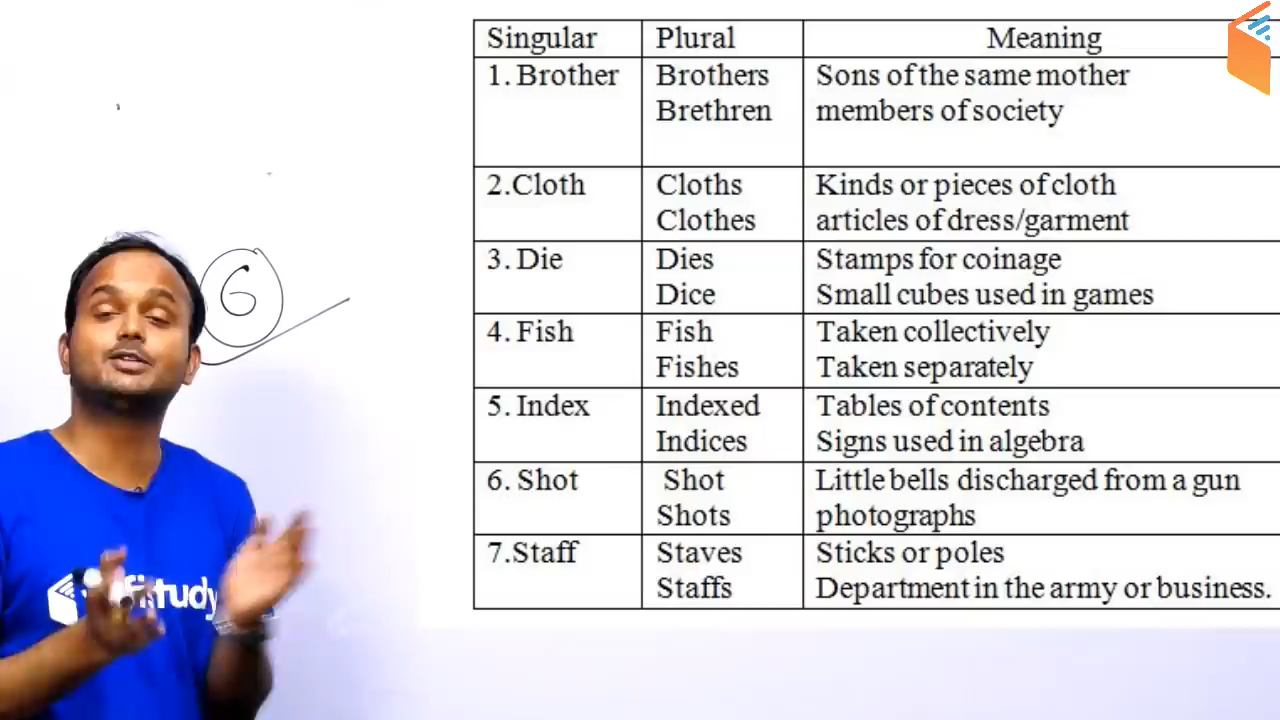 Singular Plural Meaning
1. Brother Brothers Sons of the same mother
Brethren members of society
2.Cloth Cloths Kinds or pieces of cloth
Clothes articles of dress/garment
3. Die Dies Stamps for coinage
Dice Small cubes used in games
4. Fish Fish Taken collectively
Fishes Taken separately
5. Index Indexed Tables of contents
Indices Signs used in algebra
6. Shot Shot Little bells discharged from a gun
Shots photographs
7.Staff Staves Sticks or poles
Staffs Department in the army or business.
6